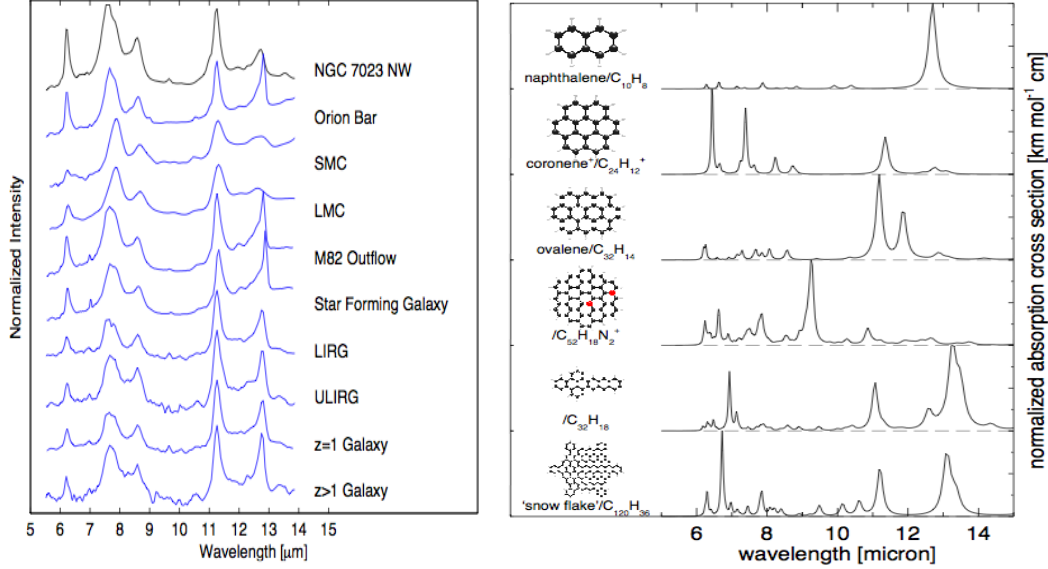 Normalized Intensity
NGC 7023 NW
Orion Bar
SMC
LMC
M82 Outflow
Star Forming Galaxy
LIRG
ULIRG
z=1 Galaxy
z>1 Galaxy
5 6 7 8 9 10 11 12 13 14 15
Wavelength [μm]
naphthalene/C₁₀H₈
coronene⁺/C₂₄H₁₂⁺
ovalene/C₃₂H₁₄
/C₅₂H₁₈N₂⁺
/C₃₂H₁₈
'snow flake'/C₁₂₀H₃₆
6 8 10 12 14
wavelength [micron]
normalized absorption cross section [km mol⁻¹ cm]